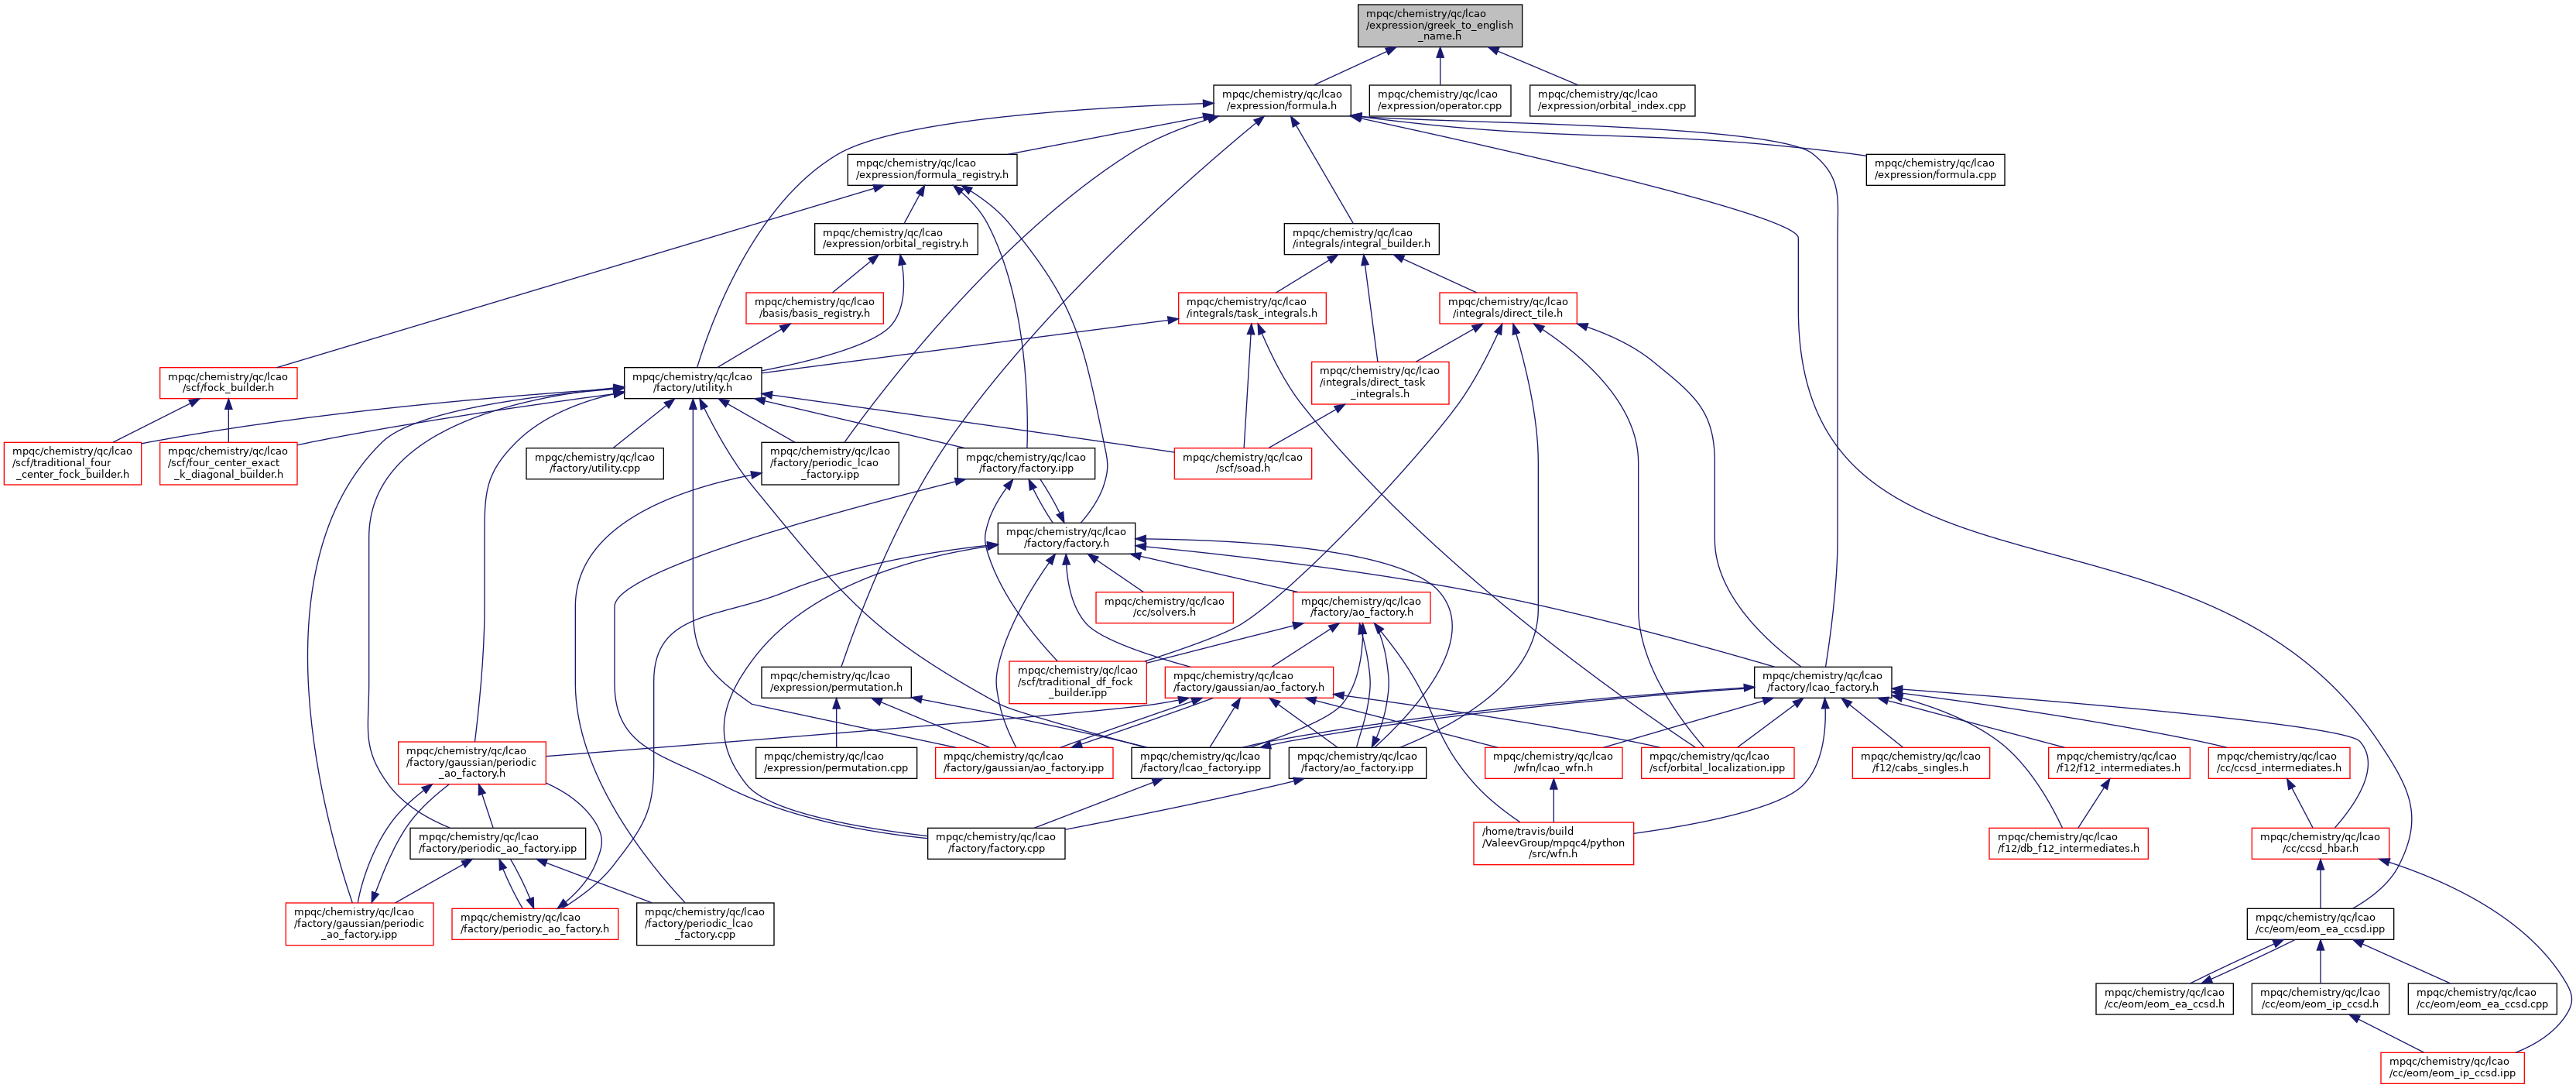 mpqc/chemistry/qc/lcao
/expression/greek_to_english
_name.h
mpqc/chemistry/qc/lcao
/expression/formula.h
mpqc/chemistry/qc/lcao
/expression/operator.cpp
mpqc/chemistry/qc/lcao
/expression/orbital_index.cpp
mpqc/chemistry/qc/lcao
/expression/formula_registry.h
mpqc/chemistry/qc/lcao
/expression/formula.cpp
mpqc/chemistry/qc/lcao
/expression/orbital_registry.h
mpqc/chemistry/qc/lcao
/integrals/integral_builder.h
mpqc/chemistry/qc/lcao
/basis/basis_registry.h
mpqc/chemistry/qc/lcao
/integrals/task_integrals.h
mpqc/chemistry/qc/lcao
/integrals/direct_tile.h
mpqc/chemistry/qc/lcao
/scf/fock_builder.h
mpqc/chemistry/qc/lcao
/factory/utility.h
mpqc/chemistry/qc/lcao
/integrals/direct_task
_integrals.h
mpqc/chemistry/qc/lcao
/scf/traditional_four
_center_fock_builder.h
mpqc/chemistry/qc/lcao
/scf/four_center_exact
_k_diagonal_builder.h
mpqc/chemistry/qc/lcao
/factory/utility.cpp
mpqc/chemistry/qc/lcao
/factory/periodic_lcao
_factory.ipp
mpqc/chemistry/qc/lcao
/factory/factory.ipp
mpqc/chemistry/qc/lcao
/scf/soad.h
mpqc/chemistry/qc/lcao
/factory/factory.h
mpqc/chemistry/qc/lcao
/cc/solvers.h
mpqc/chemistry/qc/lcao
/factory/ao_factory.h
mpqc/chemistry/qc/lcao
/expression/permutation.h
mpqc/chemistry/qc/lcao
/scf/traditional_df_fock
_builder.ipp
mpqc/chemistry/qc/lcao
/factory/gaussian/ao_factory.h
mpqc/chemistry/qc/lcao
/factory/lcao_factory.h
mpqc/chemistry/qc/lcao
/factory/gaussian/periodic
_ao_factory.h
mpqc/chemistry/qc/lcao
/expression/permutation.cpp
mpqc/chemistry/qc/lcao
/factory/gaussian/ao_factory.ipp
mpqc/chemistry/qc/lcao
/factory/lcao_factory.ipp
mpqc/chemistry/qc/lcao
/factory/ao_factory.ipp
mpqc/chemistry/qc/lcao
/wfn/lcao_wfn.h
mpqc/chemistry/qc/lcao
/scf/orbital_localization.ipp
mpqc/chemistry/qc/lcao
/f12/cabs_singles.h
mpqc/chemistry/qc/lcao
/f12/f12_intermediates.h
mpqc/chemistry/qc/lcao
/cc/ccsd_intermediates.h
mpqc/chemistry/qc/lcao
/factory/periodic_ao_factory.ipp
mpqc/chemistry/qc/lcao
/factory/factory.cpp
/home/travis/build
/ValeevGroup/mpqc4/python
/src/wfn.h
mpqc/chemistry/qc/lcao
/f12/db_f12_intermediates.h
mpqc/chemistry/qc/lcao
/cc/ccsd_hbar.h
mpqc/chemistry/qc/lcao
/factory/gaussian/periodic
_ao_factory.ipp
mpqc/chemistry/qc/lcao
/factory/periodic_ao_factory.h
mpqc/chemistry/qc/lcao
/factory/periodic_lcao
_factory.cpp
mpqc/chemistry/qc/lcao
/cc/eom/eom_ea_ccsd.ipp
mpqc/chemistry/qc/lcao
/cc/eom/eom_ea_ccsd.h
mpqc/chemistry/qc/lcao
/cc/eom/eom_ip_ccsd.h
mpqc/chemistry/qc/lcao
/cc/eom/eom_ea_ccsd.cpp
mpqc/chemistry/qc/lcao
/cc/eom/eom_ip_ccsd.ipp